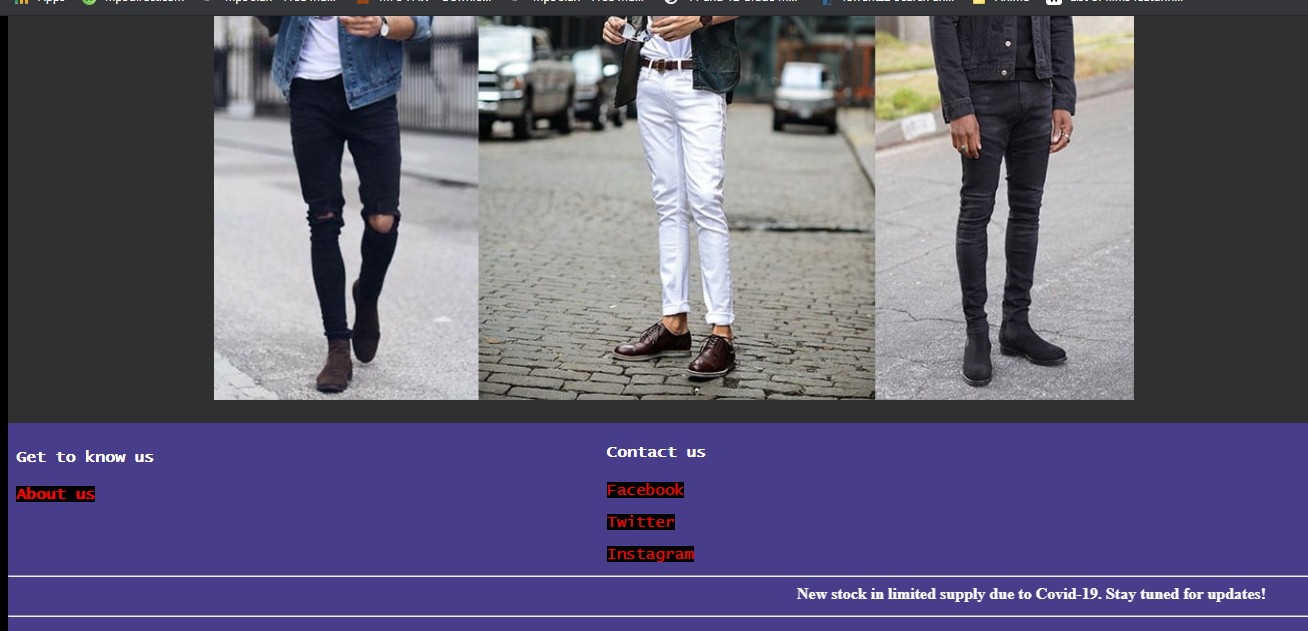 Get to know us
About us
Contact us
Facebook
Twitter
Instagram
New stock in limited supply due to Covid-19. Stay tuned for updates!